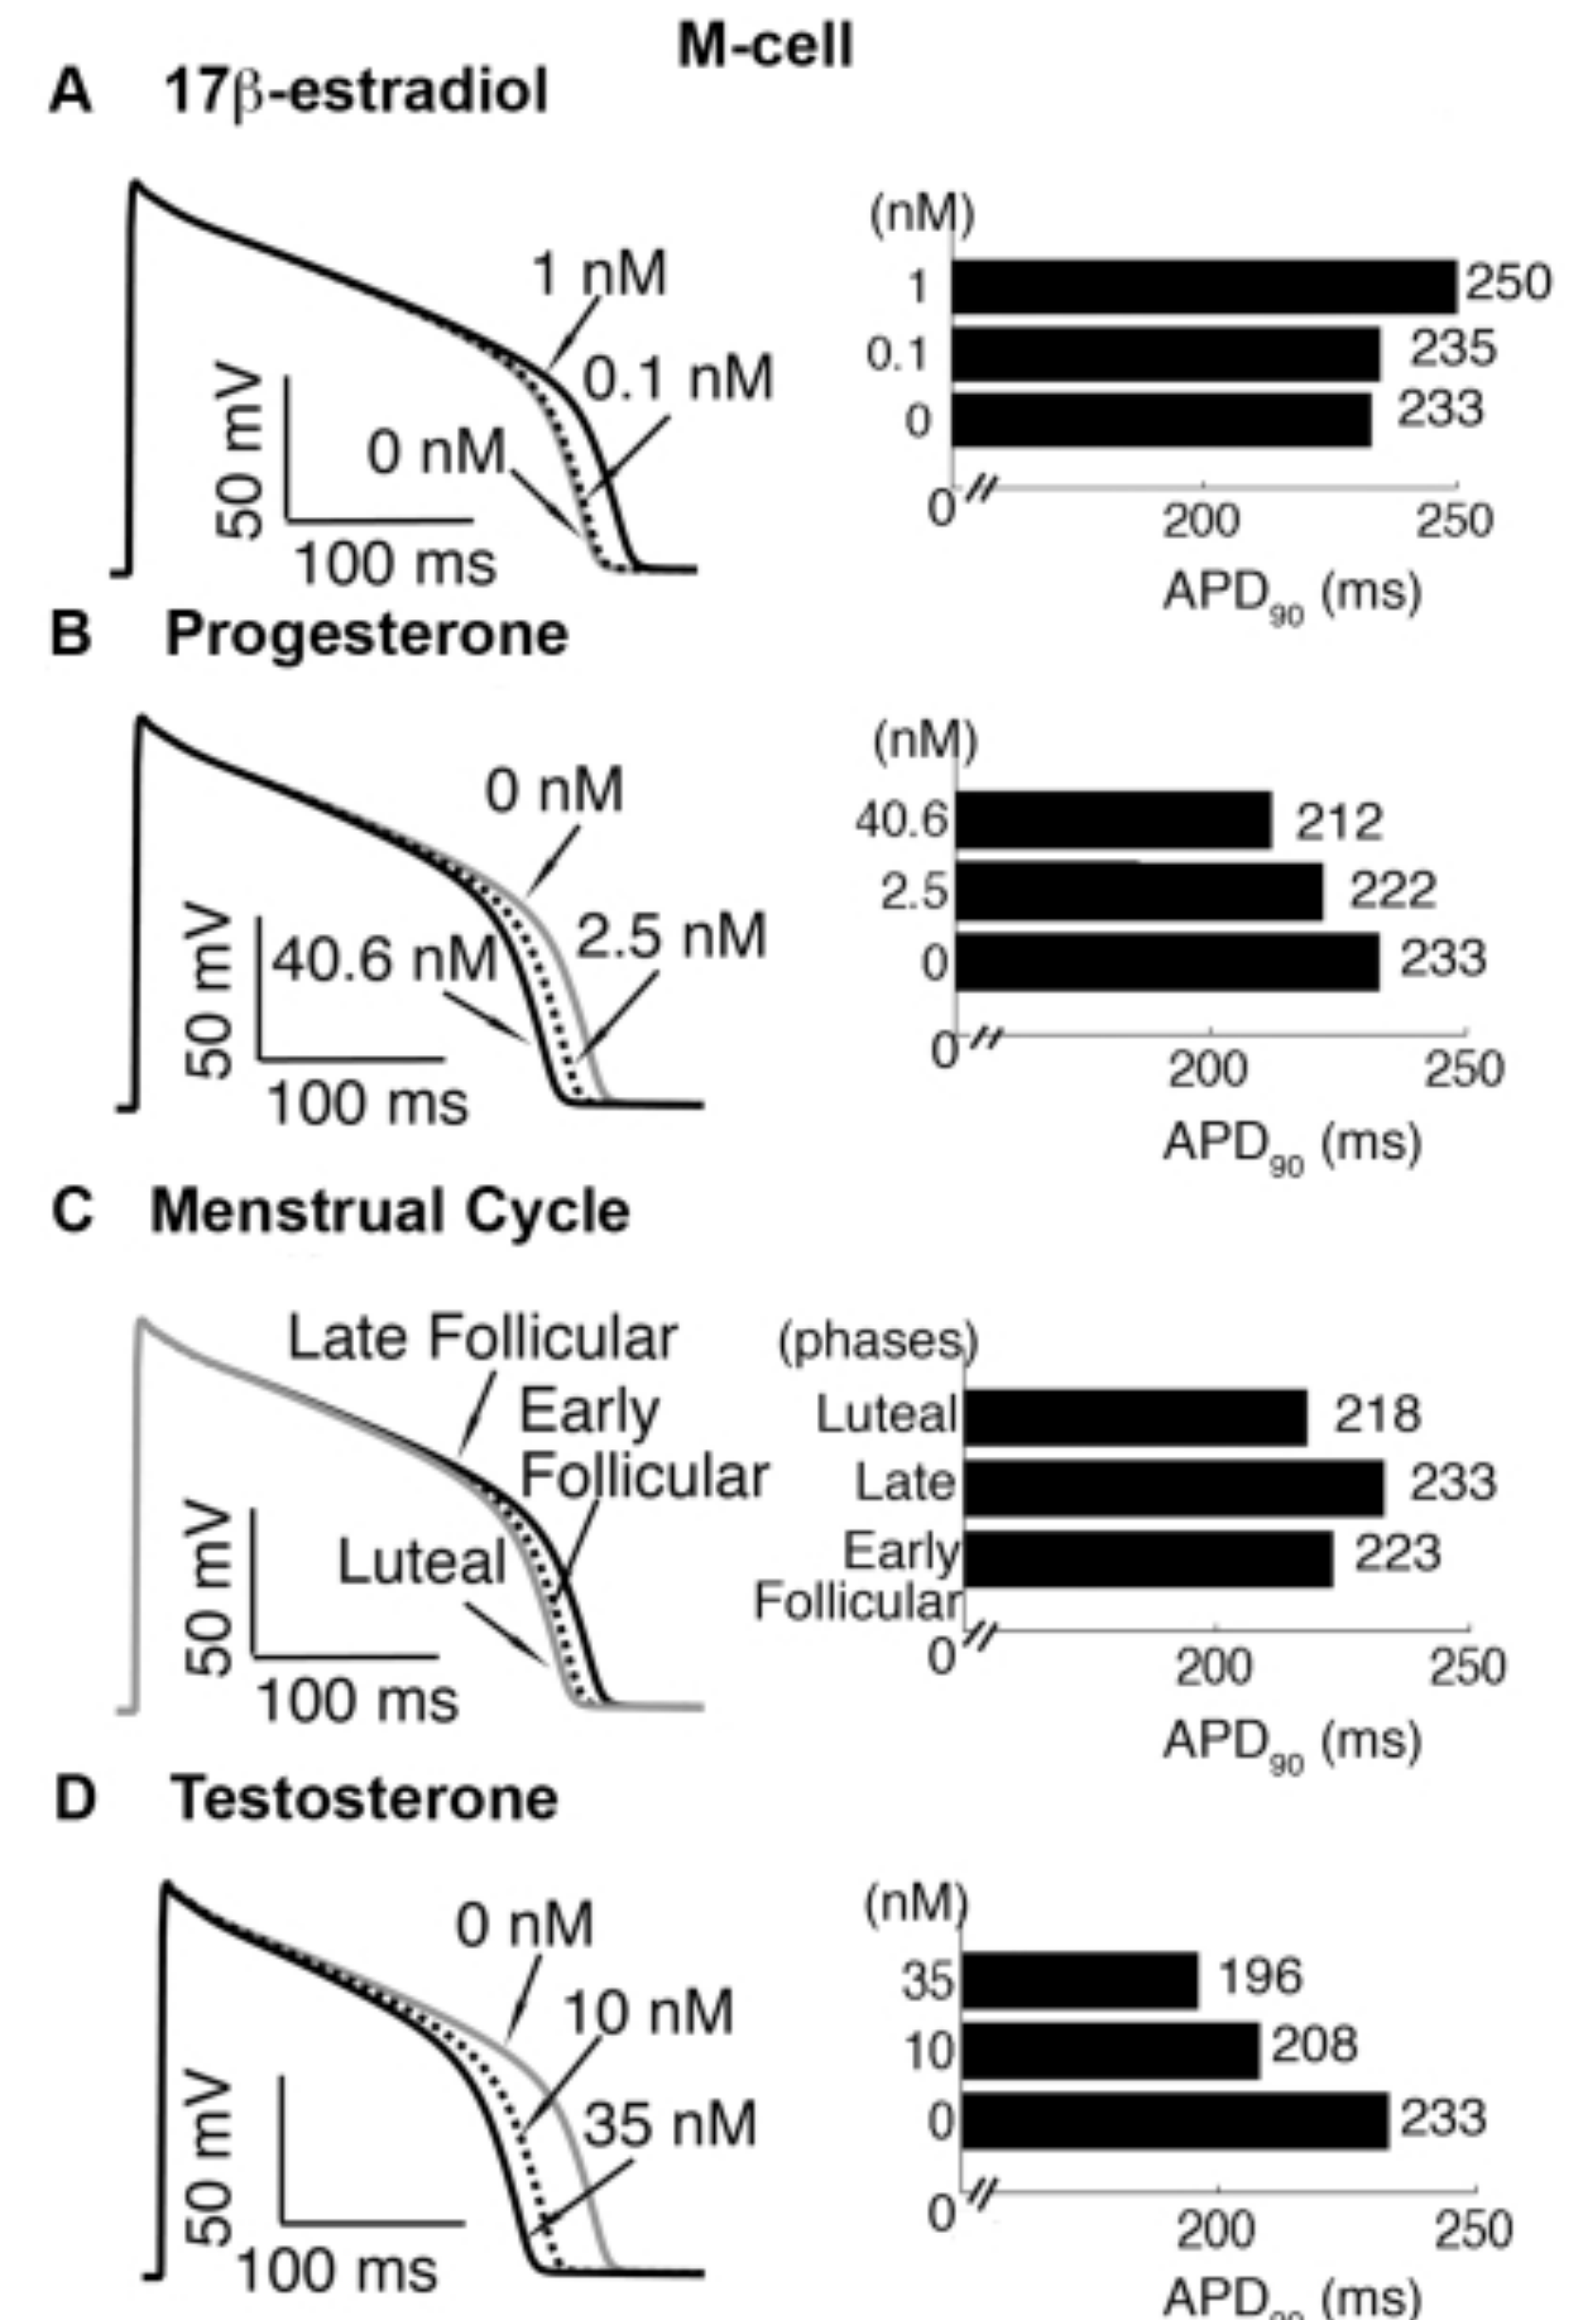 M-cell
A 17β-estradiol
1 nM
0.1 nM
0 nM
50 mV
100 ms
(nM)
1 250
0.1 235
0 233
0 200 250
APD90 (ms)
B Progesterone
0 nM
2.5 nM
40.6 nM
50 mV
100 ms
(nM)
40.6 212
2.5 222
0 233
0 200 250
APD90 (ms)
C Menstrual Cycle
Late Follicular
Early
Follicular
Luteal
50 mV
100 ms
(phases)
Luteal 218
Late 233
Early 223
Follicular
0 200 250
APD90 (ms)
D Testosterone
0 nM
10 nM
35 nM
50 mV
100 ms
(nM)
35 196
10 208
0 233
0 200 250
APD90 (ms)